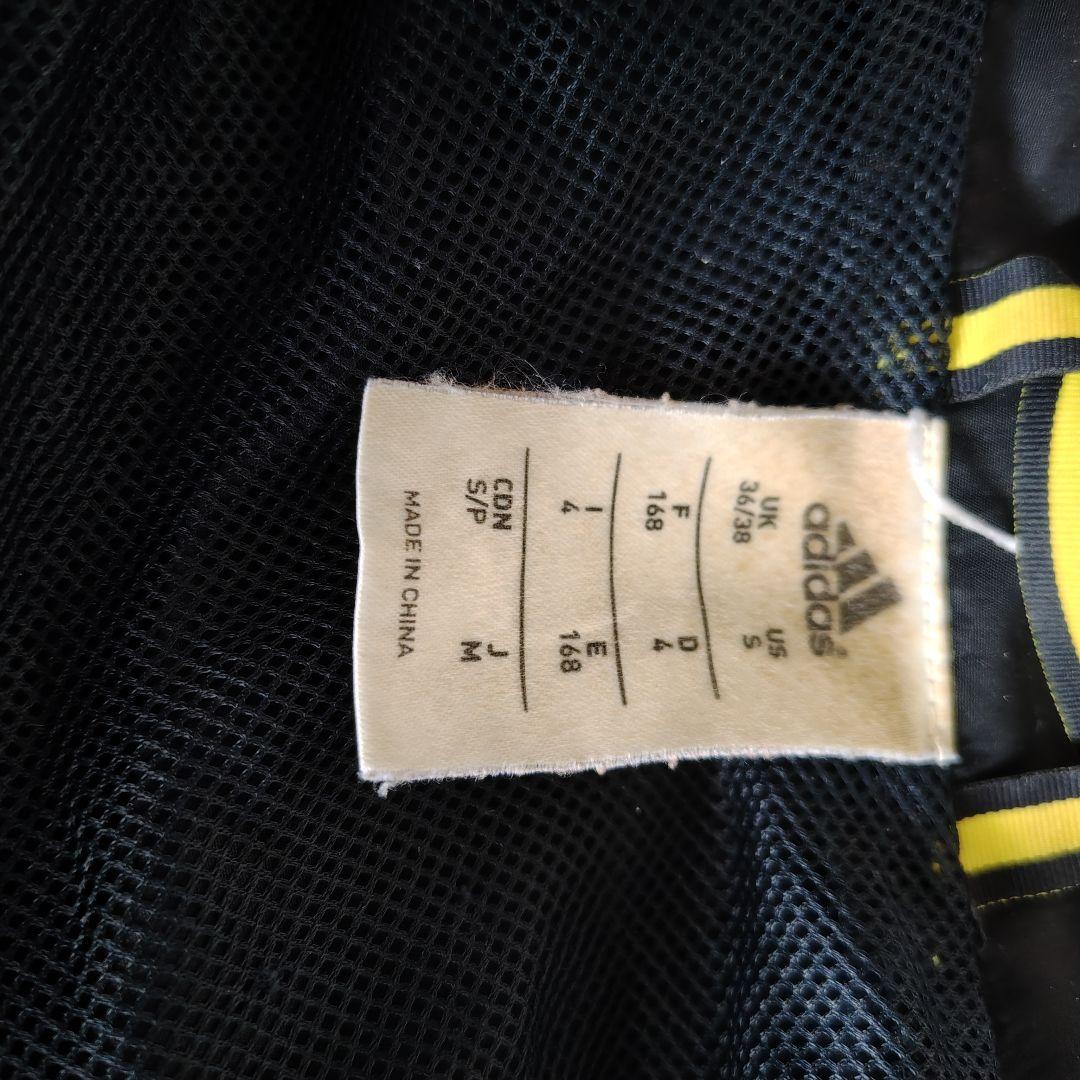 adidas
UK US
36/38 S
F D
168 4
I E
4 168
CDN J
S/P M
MADE IN CHINA